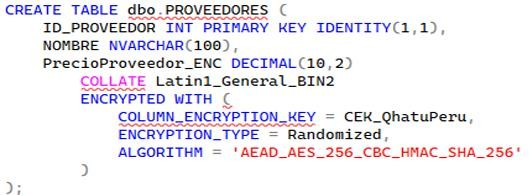 CREATE TABLE dbo.PROVEEDORES (
    ID_PROVEEDOR INT PRIMARY KEY IDENTITY(1,1),
    NOMBRE NVARCHAR(100),
    PrecioProveedor_ENC DECIMAL(10,2)
        COLLATE Latin1_General_BIN2
        ENCRYPTED WITH (
            COLUMN_ENCRYPTION_KEY = CEK_QhatuPeru,
            ENCRYPTION_TYPE = Randomized,
            ALGORITHM = 'AEAD_AES_256_CBC_HMAC_SHA_256'
        )
);